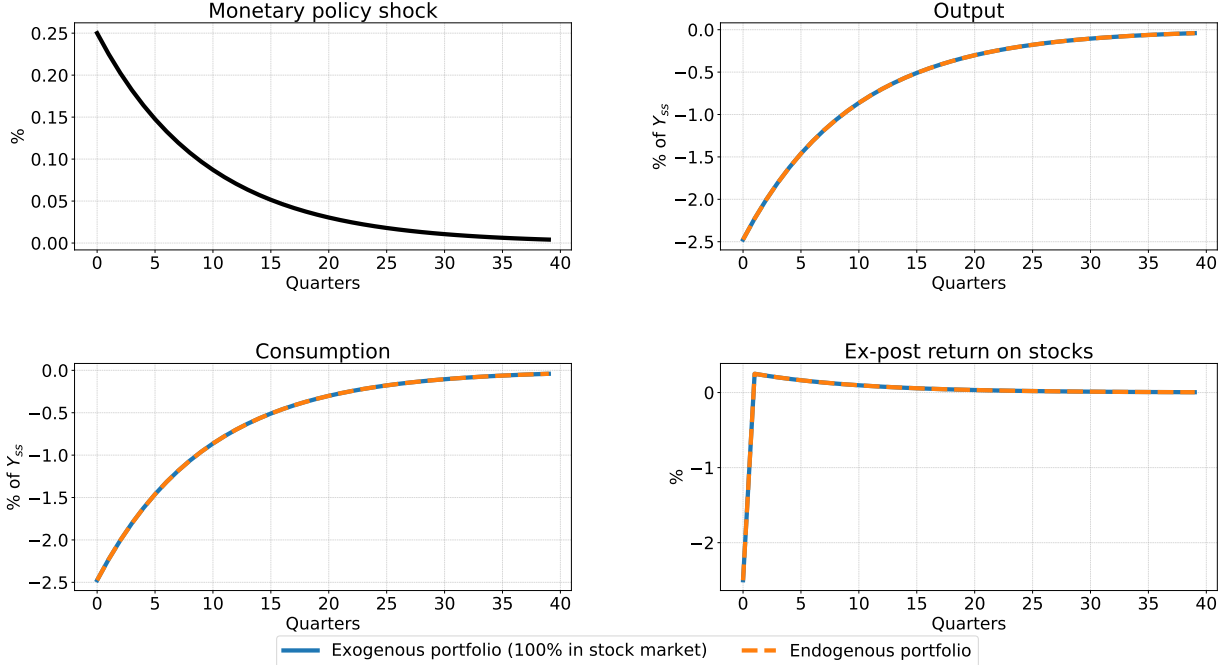 Monetary policy shock
0.25
0.20
0.15
0.10
0.05
0.00
%
0 5 10 15 20 25 30 35 40
Quarters
Output
0.0
−0.5
−1.0
−1.5
−2.0
−2.5
% of Yss
0 5 10 15 20 25 30 35 40
Quarters
Consumption
0.0
−0.5
−1.0
−1.5
−2.0
−2.5
% of Yss
0 5 10 15 20 25 30 35 40
Quarters
Ex-post return on stocks
0
−1
−2
%
0 5 10 15 20 25 30 35 40
Quarters
Exogenous portfolio (100% in stock market) Endogenous portfolio